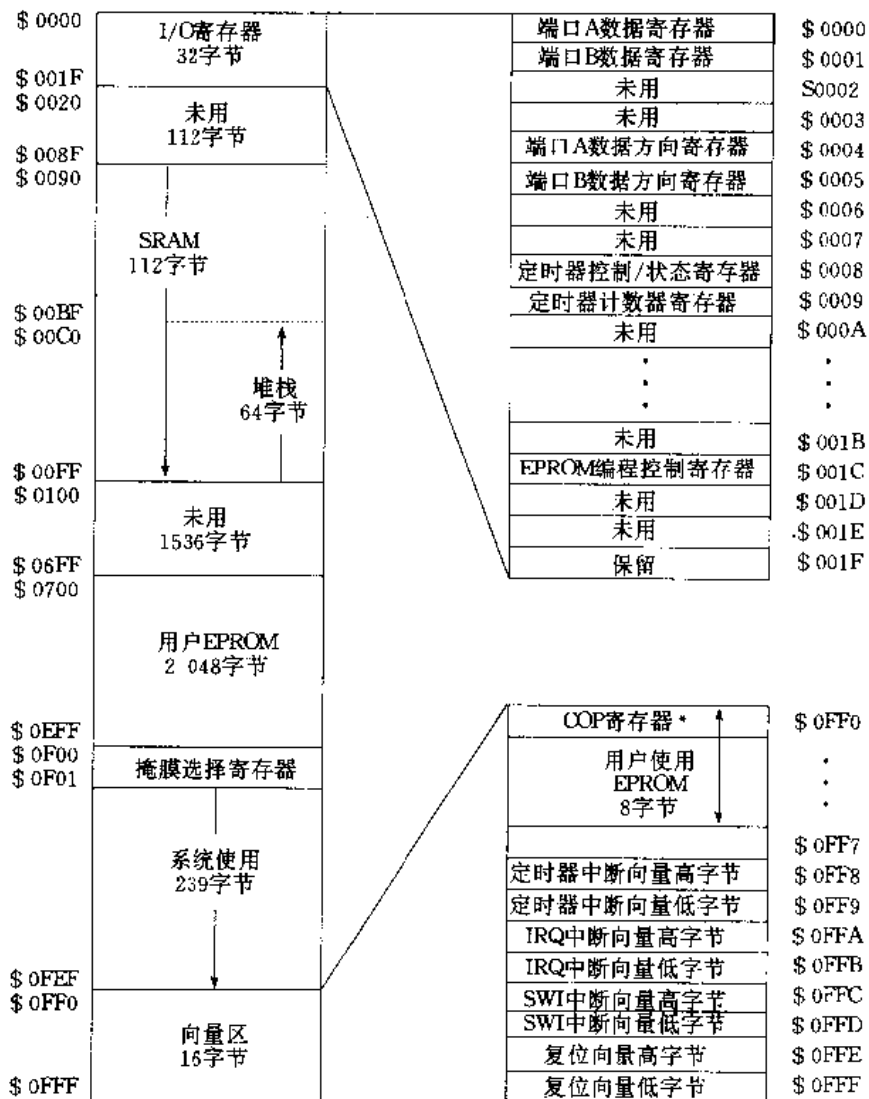 $ 0000
I/O寄存器
32字节
$ 001F
$ 0020
未用
112字节
$ 008F
$ 0090
SRAM
112字节
$ 00BF
$ 00C0
堆栈
64字节
$ 00FF
$ 0100
未用
1536字节
$ 06FF
$ 0700
用户EPROM
2 048字节
$ 0EFF
$ 0F00
掩膜选择寄存器
$ 0F01
系统使用
239字节
$ 0FEF
$ 0FF0
向量区
16字节
$ 0FFF
端口A数据寄存器 $ 0000
端口B数据寄存器 $ 0001
未用 S0002
未用 $ 0003
端口A数据方向寄存器 $ 0004
端口B数据方向寄存器 $ 0005
未用 $ 0006
未用 $ 0007
定时器控制/状态寄存器 $ 0008
定时器计数器寄存器 $ 0009
未用 $ 000A
未用 $ 001B
EPROM编程控制寄存器 $ 001C
未用 $ 001D
未用 $ 001E
保留 $ 001F
COP寄存器 * $ 0FF0
用户使用
EPROM
8字节
$ 0FF7
定时器中断向量高字节 $ 0FF8
定时器中断向量低字节 $ 0FF9
IRQ中断向量高字节 $ 0FFA
IRQ中断向量低字节 $ 0FFB
SWI中断向量高字节 $ 0FFC
SWI中断向量低字节 $ 0FFD
复位向量高字节 $ 0FFE
复位向量低字节 $ 0FFF